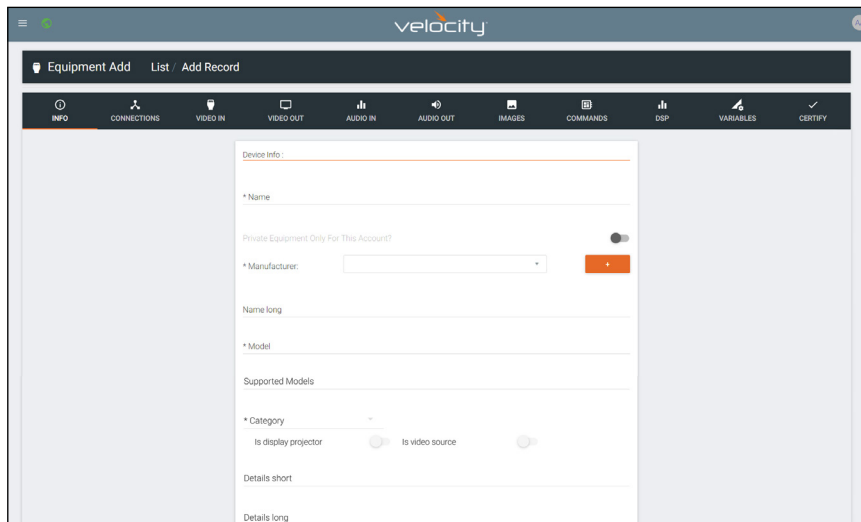 velocity
Equipment Add List / Add Record
INFO CONNECTIONS VIDEO IN VIDEO OUT AUDIO IN AUDIO OUT IMAGES COMMANDS DSP VARIABLES CERTIFY
Device Info :
* Name
Private Equipment Only For This Account?
* Manufacturer: +
Name long
* Model
Supported Models
* Category
Is display projector Is video source
Details short
Details long